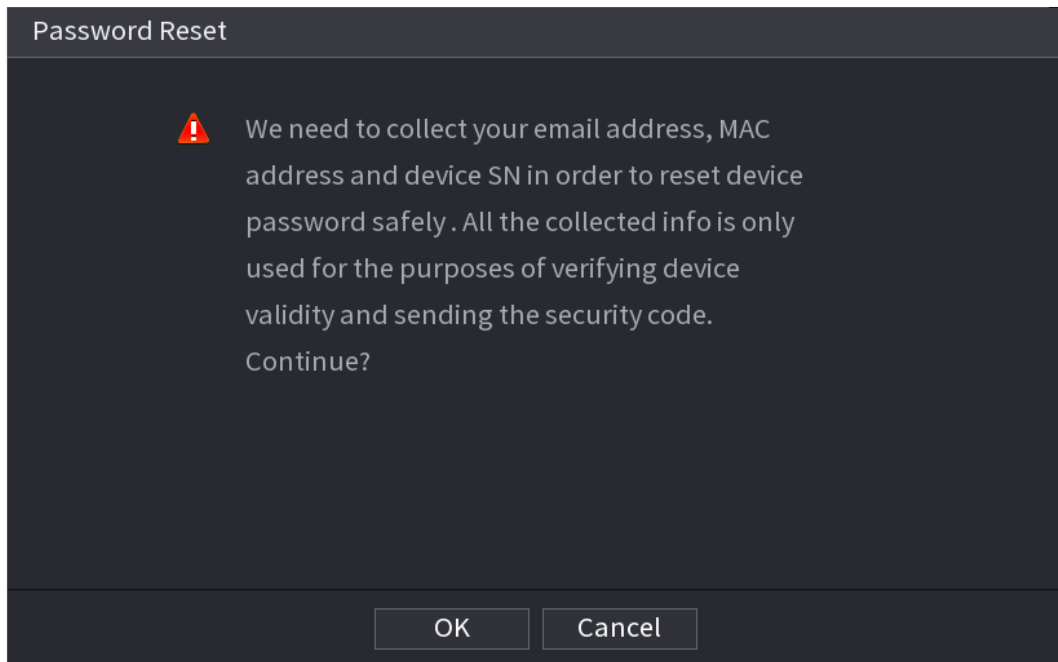 Password Reset
We need to collect your email address, MAC
address and device SN in order to reset device
password safely . All the collected info is only
used for the purposes of verifying device
validity and sending the security code.
Continue?
OK
Cancel